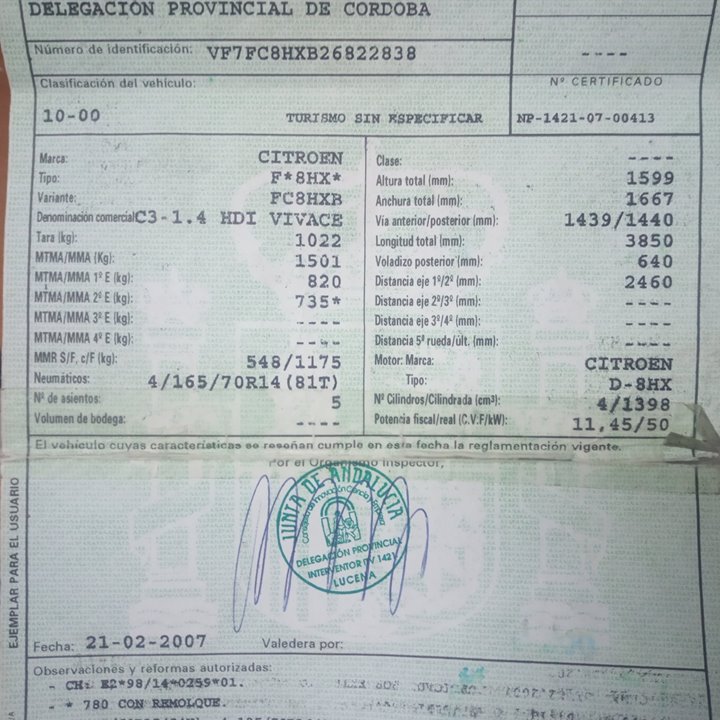 DELEGACIÓN PROVINCIAL DE CORDOBA
Número de identificación: VF7FC8HXB26822838
----
Clasificación del vehículo:
Nº CERTIFICADO
10-00 TURISMO SIN ESPECIFICAR NP-1421-07-00413
Marca: CITROEN
Tipo: F*8HX*
Variante: FC8HXB
Denominación comercial C3-1.4 HDI VIVACE
Tara (kg): 1022
MTMA/MMA (Kg): 1501
MTMA/MMA 1º E (kg): 820
MTMA/MMA 2º E (kg): 735*
MTMA/MMA 3º E (kg): ----
MTMA/MMA 4º E (kg): ----
MMR S/F, c/F (kg): 548/1175
Neumáticos: 4/165/70R14(81T)
Nº de asientos: 5
Volumen de bodega: ----
Clase: ----
Altura total (mm): 1599
Anchura total (mm): 1667
Vía anterior/posterior (mm): 1439/1440
Longitud total (mm): 3850
Voladizo posterior (mm): 640
Distancia eje 1º/2º (mm): 2460
Distancia eje 2º/3º (mm): ----
Distancia eje 3º/4º (mm): ----
Distancia 5ª rueda/últ. (mm): ----
Motor: Marca: CITROEN
Tipo: D-8HX
Nº Cilindros/Cilindrada (cm³): 4/1398
Potencia fiscal/real (C.V.F/kW): 11,45/50
El vehículo cuyas características se reseñan cumple en esta fecha la reglamentación vigente.
Por el Organismo Inspector,
JUNTA DE ANDALUCIA
Consejería de Innovación Ciencia y Empresa
DELEGACIÓN PROVINCIAL
INTERVENTOR ITV 1421
LUCENA
EJEMPLAR PARA EL USUARIO
Fecha: 21-02-2007 Valedera por:
Observaciones y reformas autorizadas:
- CH: E2*98/14*0259*01.
- * 780 CON REMOLQUE.